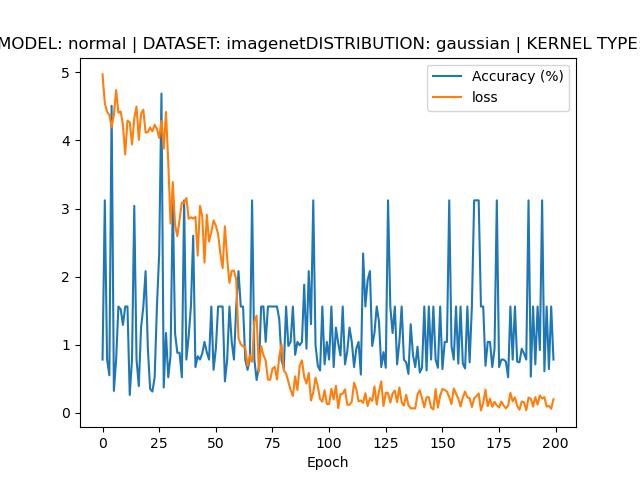 MODEL: normal | DATASET: imagenetDISTRIBUTION: gaussian | KERNEL TYPE:
Accuracy (%)
loss
5
4
3
2
1
0
0 25 50 75 100 125 150 175 200
Epoch